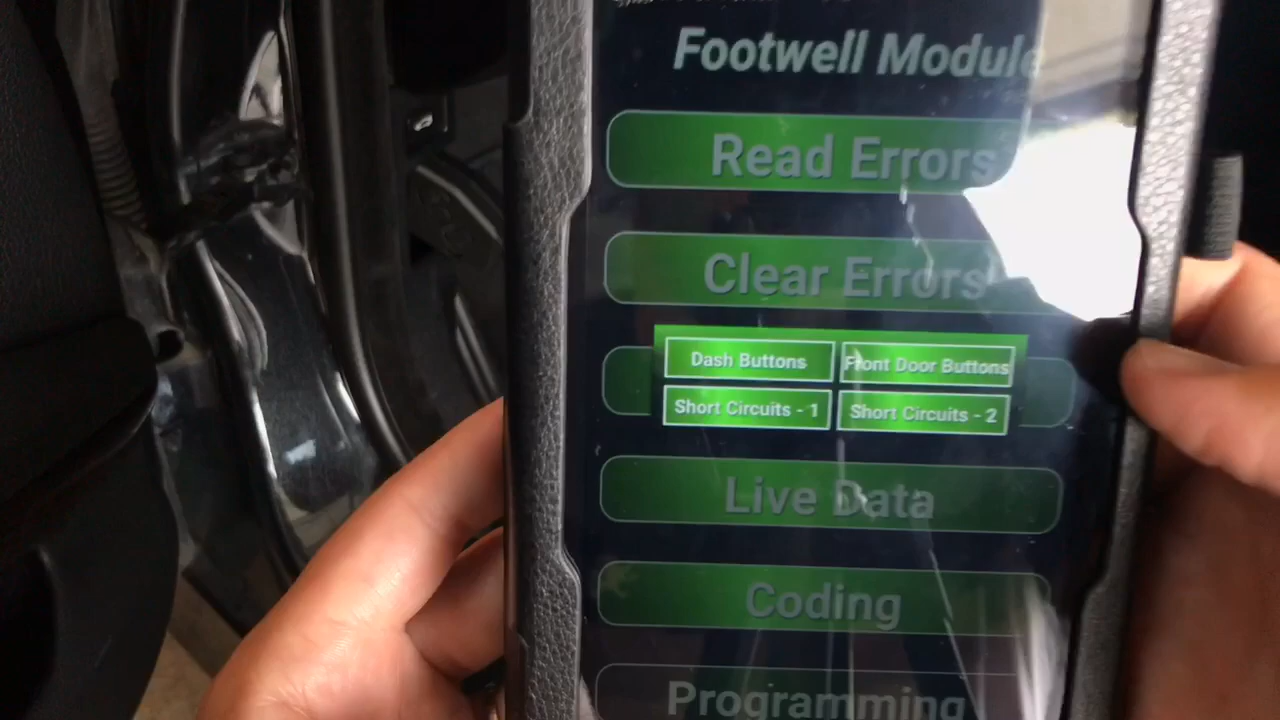 Footwell Module
Read Errors
Clear Errors
Dash Buttons
Front Door Buttons
Short Circuits - 1
Short Circuits - 2
Live Data
Coding
Programming